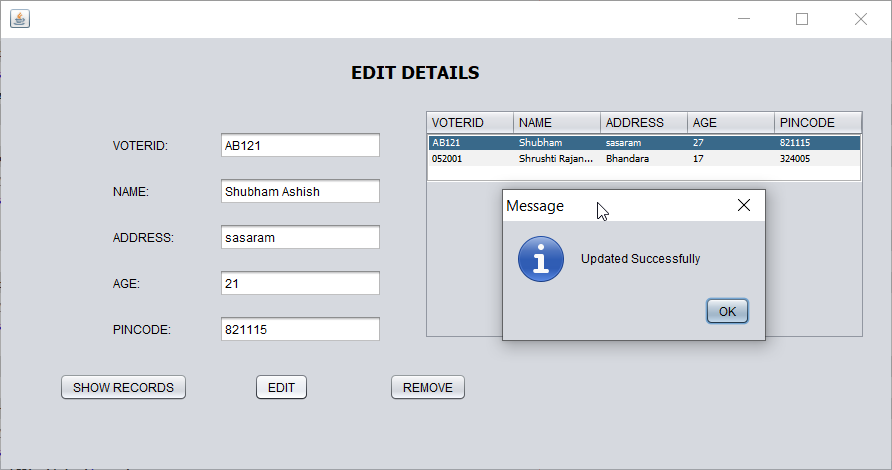 EDIT DETAILS
VOTERID: AB121
NAME: Shubham Ashish
ADDRESS: sasaram
AGE: 21
PINCODE: 821115
SHOW RECORDS EDIT REMOVE
VOTERID NAME ADDRESS AGE PINCODE
AB121 Shubham sasaram 27 821115
052001 Shrushti Rajan... Bhandara 17 324005
Message
Updated Successfully
OK